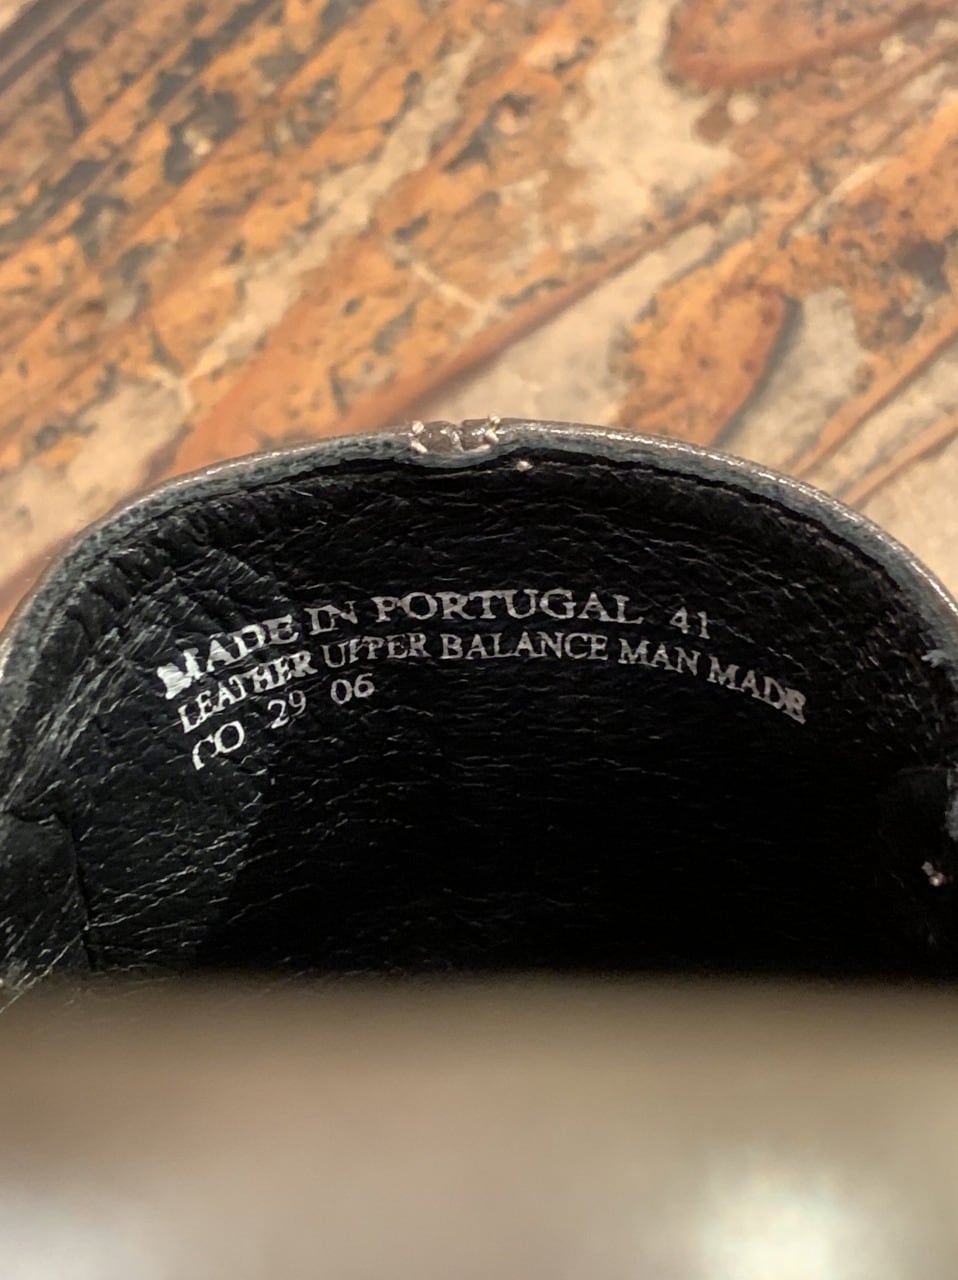 MADE IN PORTUGAL 41
LEATHER UPPER BALANCE MAN MADE
CO 29 06